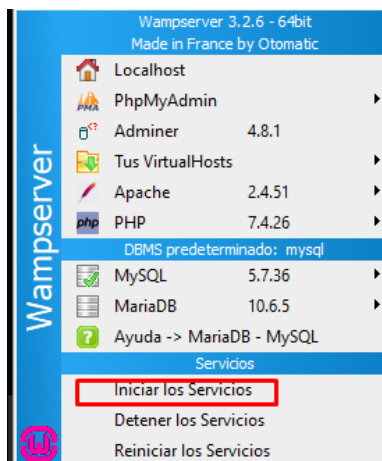 Wampserver 3.2.6 - 64bit
Made in France by Otomatic
Wampserver
Localhost
PMA PhpMyAdmin
Adminer 4.8.1
Tus VirtualHosts
Apache 2.4.51
php PHP 7.4.26
DBMS predeterminado: mysql
MySQL 5.7.36
MariaDB 10.6.5
? Ayuda -> MariaDB - MySQL
Servicios
Iniciar los Servicios
Detener los Servicios
Reiniciar los Servicios